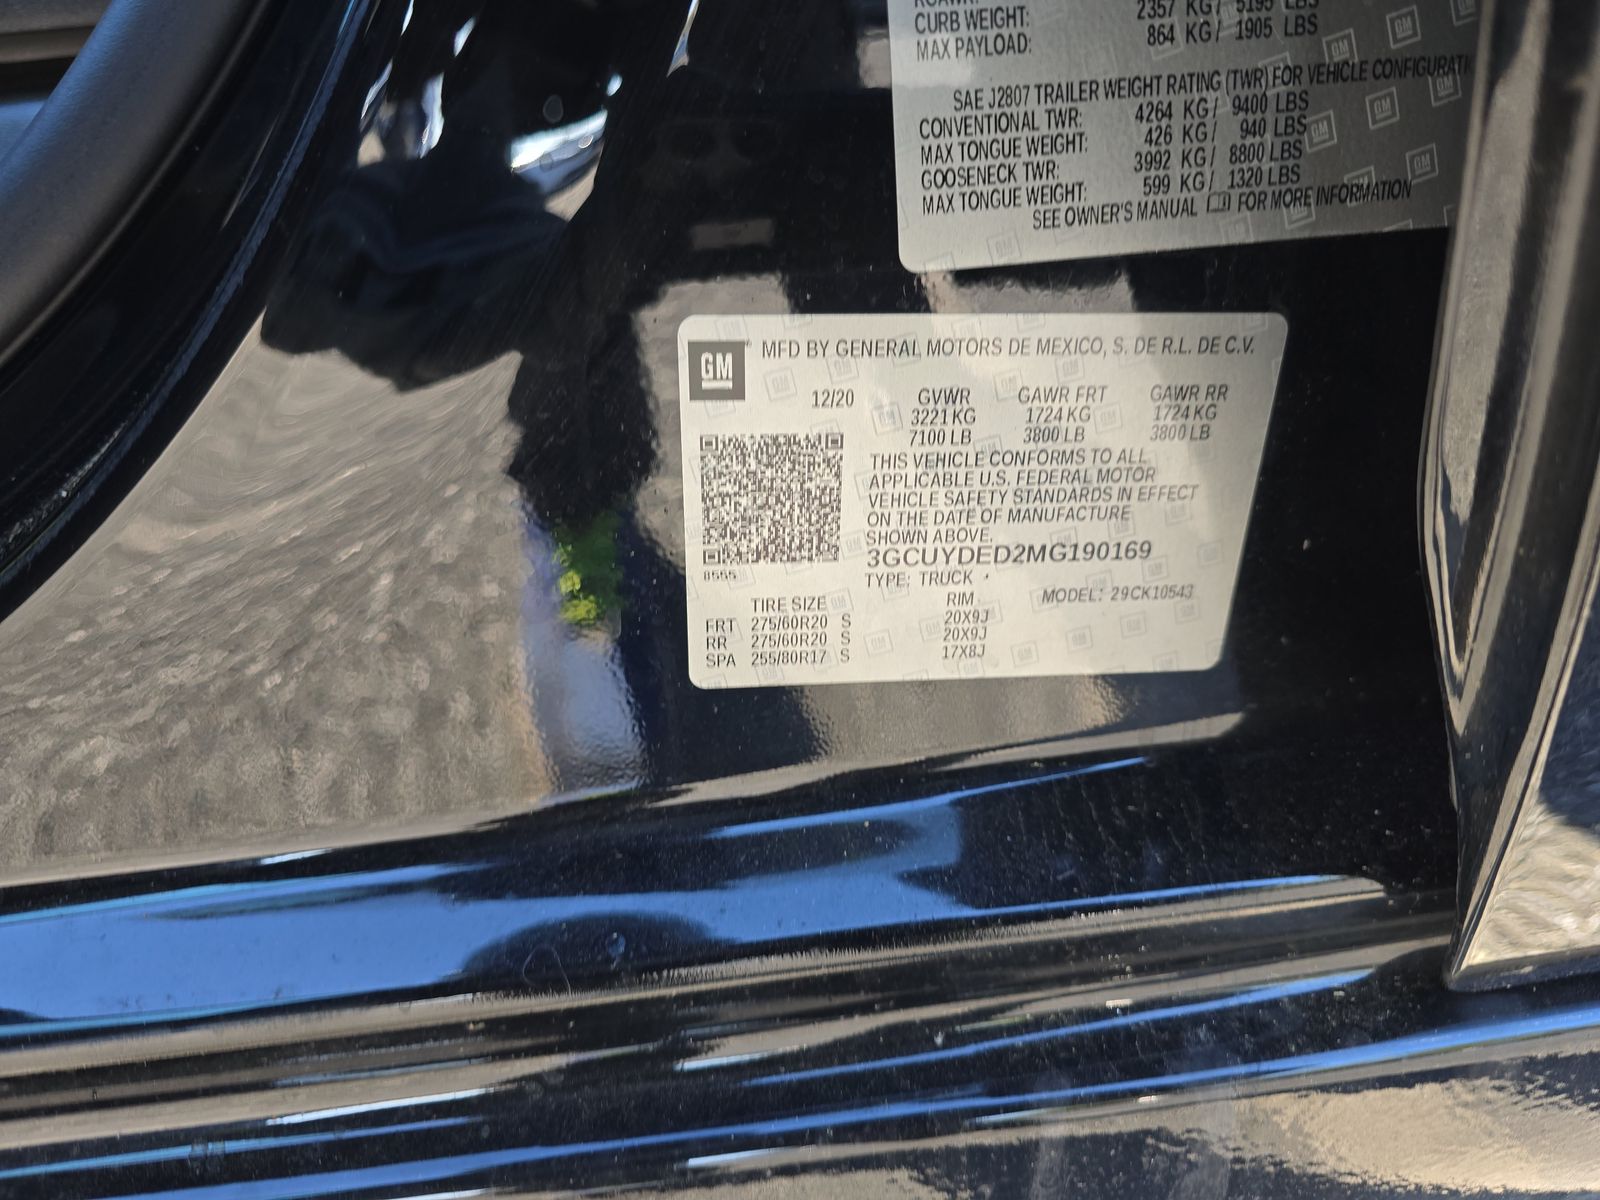 2357 KG/ 5195 LBS
CURB WEIGHT: 864 KG/ 1905 LBS
MAX PAYLOAD:
SAE J2807 TRAILER WEIGHT RATING (TWR) FOR VEHICLE CONFIGURATI
CONVENTIONAL TWR: 4264 KG/ 9400 LBS
MAX TONGUE WEIGHT: 426 KG/ 940 LBS
GOOSENECK TWR: 3992 KG/ 8800 LBS
MAX TONGUE WEIGHT: 599 KG/ 1320 LBS
SEE OWNER'S MANUAL FOR MORE INFORMATION
GM
MFD BY GENERAL MOTORS DE MEXICO, S. DE R.L. DE C.V.
12/20 GVWR GAWR FRT GAWR RR
3221 KG 1724 KG 1724 KG
7100 LB 3800 LB 3800 LB
THIS VEHICLE CONFORMS TO ALL
APPLICABLE U.S. FEDERAL MOTOR
VEHICLE SAFETY STANDARDS IN EFFECT
ON THE DATE OF MANUFACTURE
SHOWN ABOVE.
3GCUYDED2MG190169
8555
TYPE: TRUCK
MODEL: 29CK10543
TIRE SIZE RIM
FRT 275/60R20 S 20X9J
RR 275/60R20 S 20X9J
SPA 255/80R17 S 17X8J